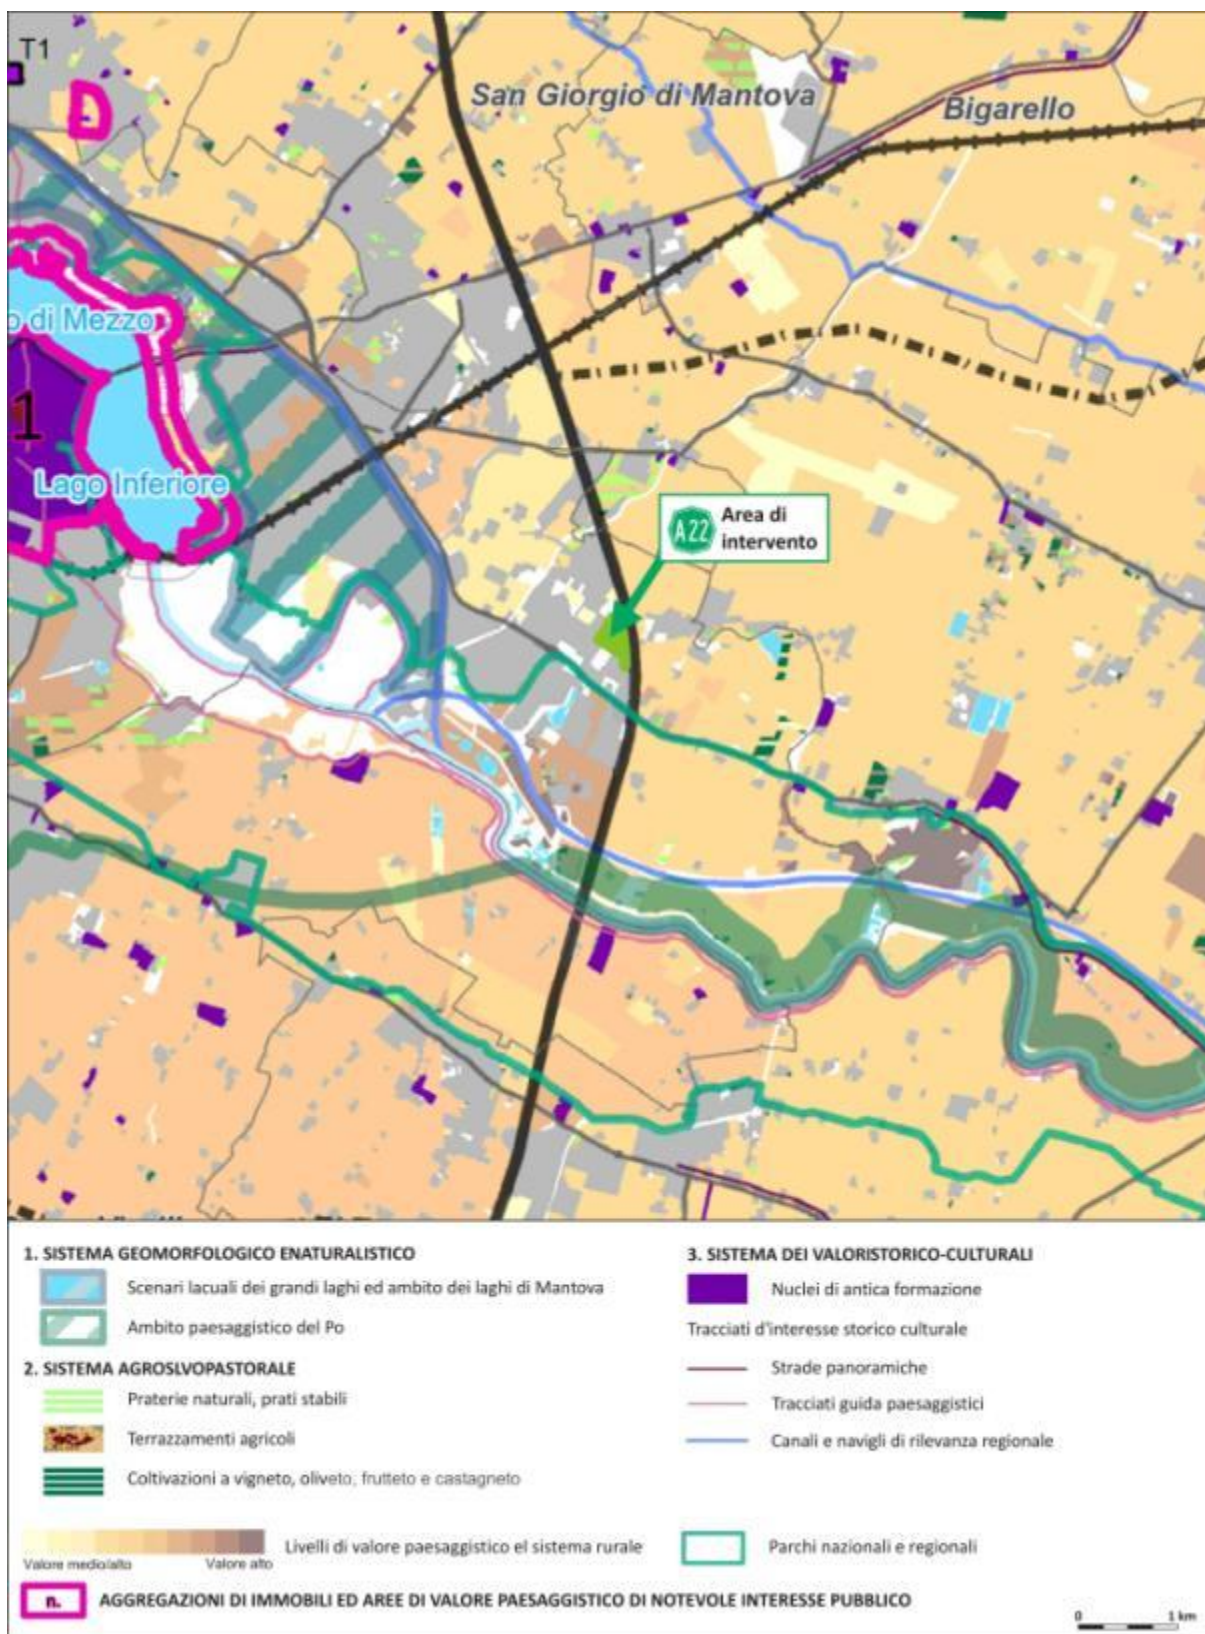 T1
San Giorgio di Mantova
Bigarello
o di Mezzo
1
Lago Inferiore
A22
Area di
intervento
1. SISTEMA GEOMORFOLOGICO ENATURALISTICO
Scenari lacuali dei grandi laghi ed ambito dei laghi di Mantova
Ambito paesaggistico del Po
2. SISTEMA AGROSLVOPASTORALE
Praterie naturali, prati stabili
Terrazzamenti agricoli
Coltivazioni a vigneto, oliveto, frutteto e castagneto
Valore medio/alto
Valore alto
Livelli di valore paesaggistico el sistema rurale
3. SISTEMA DEI VALORISTORICO-CULTURALI
Nuclei di antica formazione
Tracciati d'interesse storico culturale
Strade panoramiche
Tracciati guida paesaggistici
Canali e navigli di rilevanza regionale
Parchi nazionali e regionali
n.
AGGREGAZIONI DI IMMOBILI ED AREE DI VALORE PAESAGGISTICO DI NOTEVOLE INTERESSE PUBBLICO
0
1 km